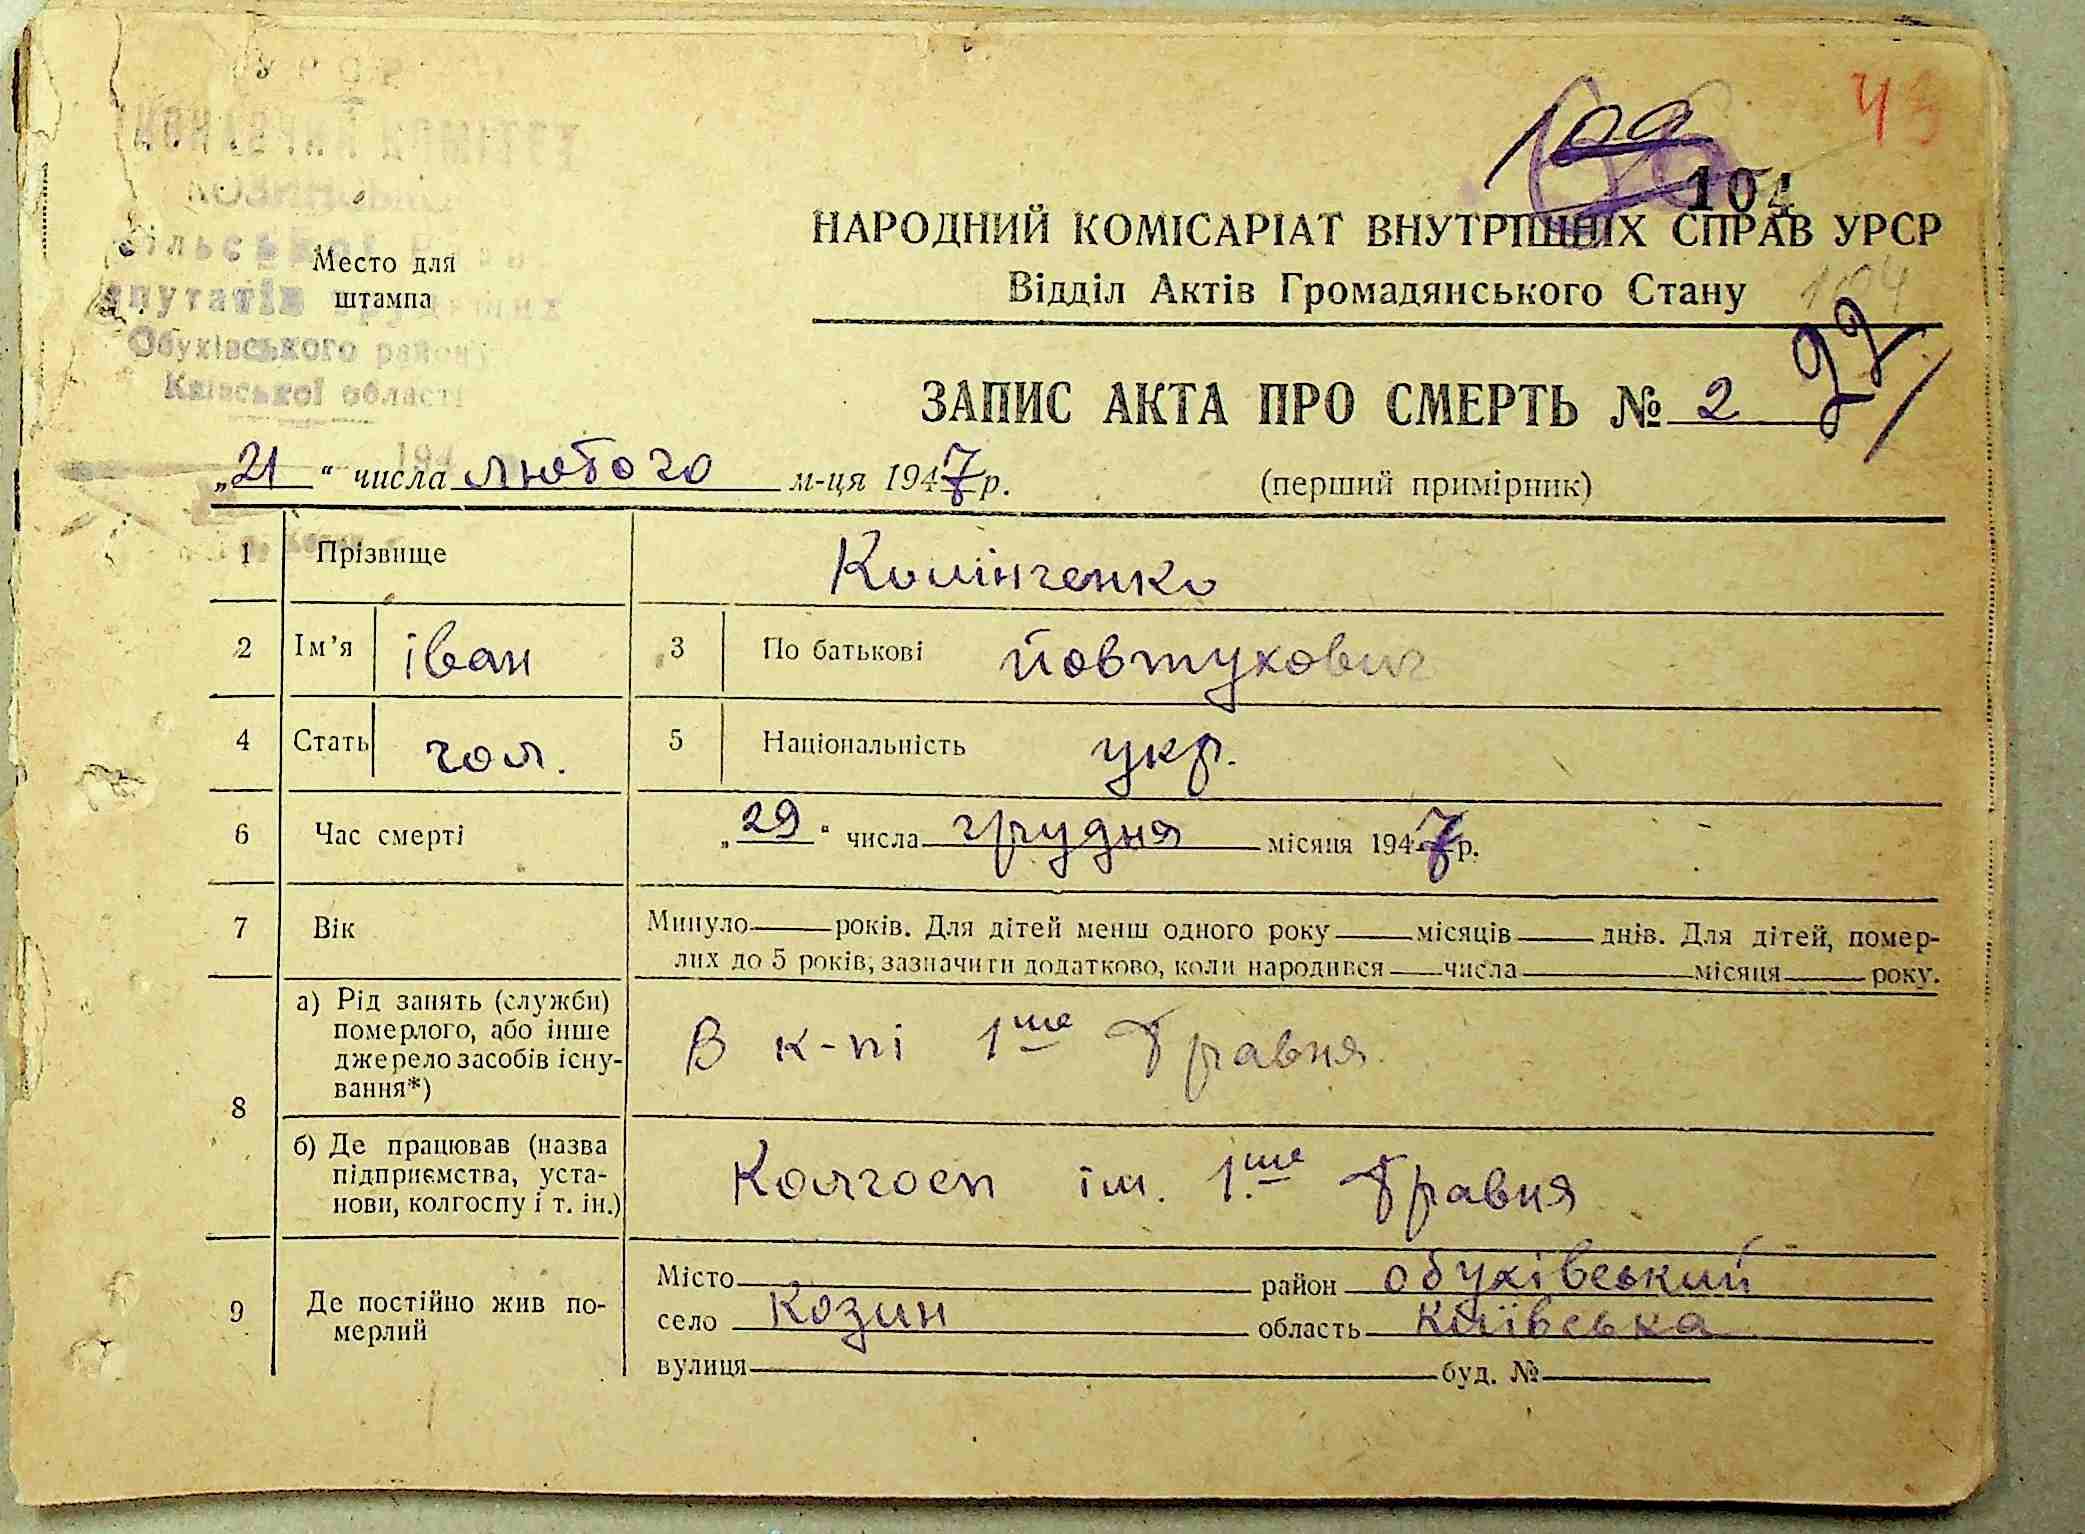 КОМІТЕТ
Обухівського району
Київської області
Место для
штампа
43
109
104
НАРОДНИЙ КОМІСАРІАТ ВНУТРІШНІХ СПРАВ УРСР
Відділ Актів Громадянського Стану
104
ЗАПИС АКТА ПРО СМЕРТЬ № 2
„21“ числа лютого м-ця 1947 р.
(перший примірник)
1 Прізвище
2 Ім’я іван 3 По батькові йовтухович
4 Стать чол. 5 Національність укр.
6 Час смерті „29“ числа грудня місяця 1947 р.
7 Вік Минуло років. Для дітей менш одного року місяців днів. Для дітей, помер-
лих до 5 років, зазначити додатково, коли народився числа місяця року.
8 а) Рід занять (служби)
померлого, або інше
джерело засобів існу-
вання*)
В к-пі 1ше Травня
б) Де працював (назва
підприємства, уста-
нови, колгоспу і т. ін.)
Колгосп ім. 1.ше Травня
9 Де постійно жив по-
мерлий
Місто район обухівський
село Козин область Київська
вулиця буд. №